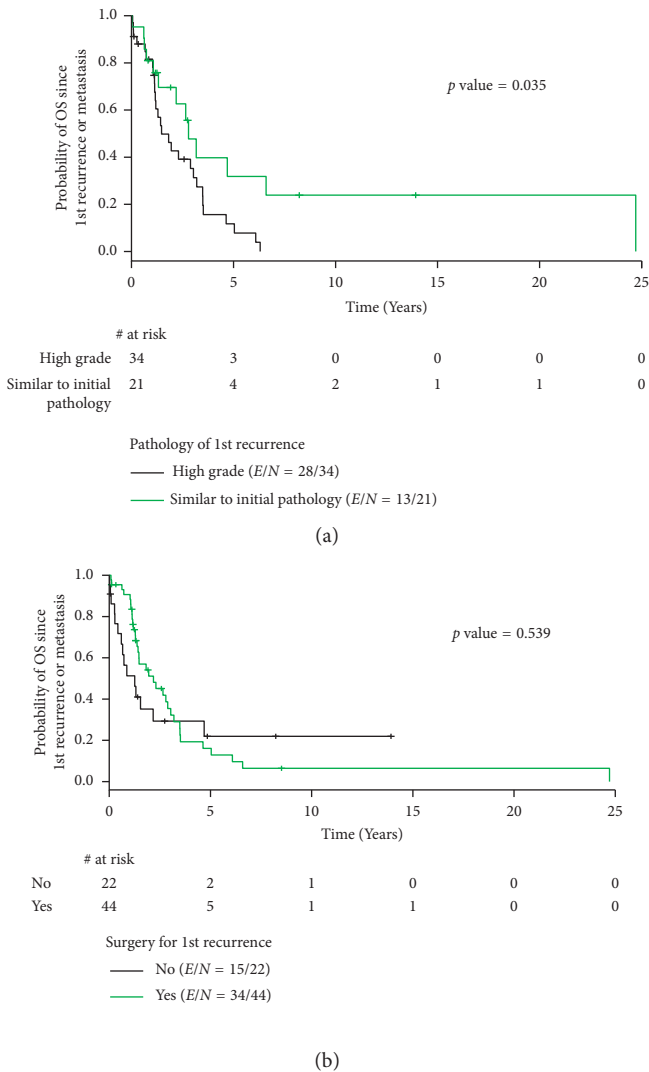 1.0
0.8
0.6
0.4
0.2
0.0
Probability of OS since
1st recurrence or metastasis
p value = 0.035
0 5 10 15 20 25
Time (Years)
# at risk
High grade 34 3 0 0 0 0
Similar to initial 21 4 2 1 1 0
pathology
Pathology of 1st recurrence
High grade (E/N = 28/34)
Similar to initial pathology (E/N = 13/21)
(a)
1.0
0.8
0.6
0.4
0.2
0.0
Probability of OS since
1st recurrence or metastasis
p value = 0.539
0 5 10 15 20 25
Time (Years)
# at risk
No 22 2 1 0 0 0
Yes 44 5 1 1 0 0
Surgery for 1st recurrence
No (E/N = 15/22)
Yes (E/N = 34/44)
(b)